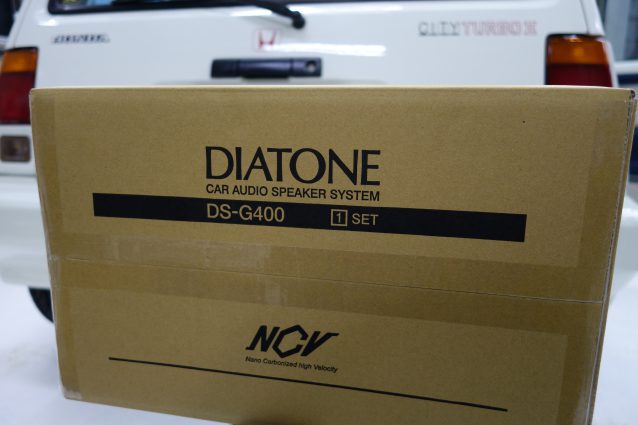 CITY TURBO II
DIATONE
CAR AUDIO SPEAKER SYSTEM
DS-G400 1 SET
NCV
Nano Carbonized high Velocity